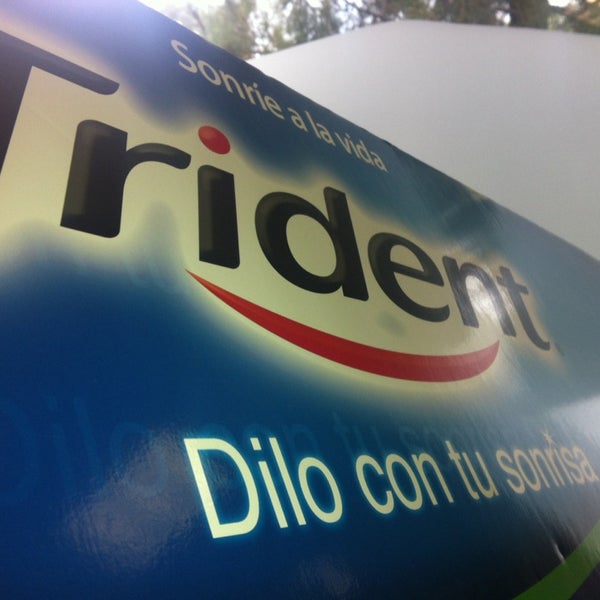 Sonríe a la vida
Trident
Dilo con tu sonrisa